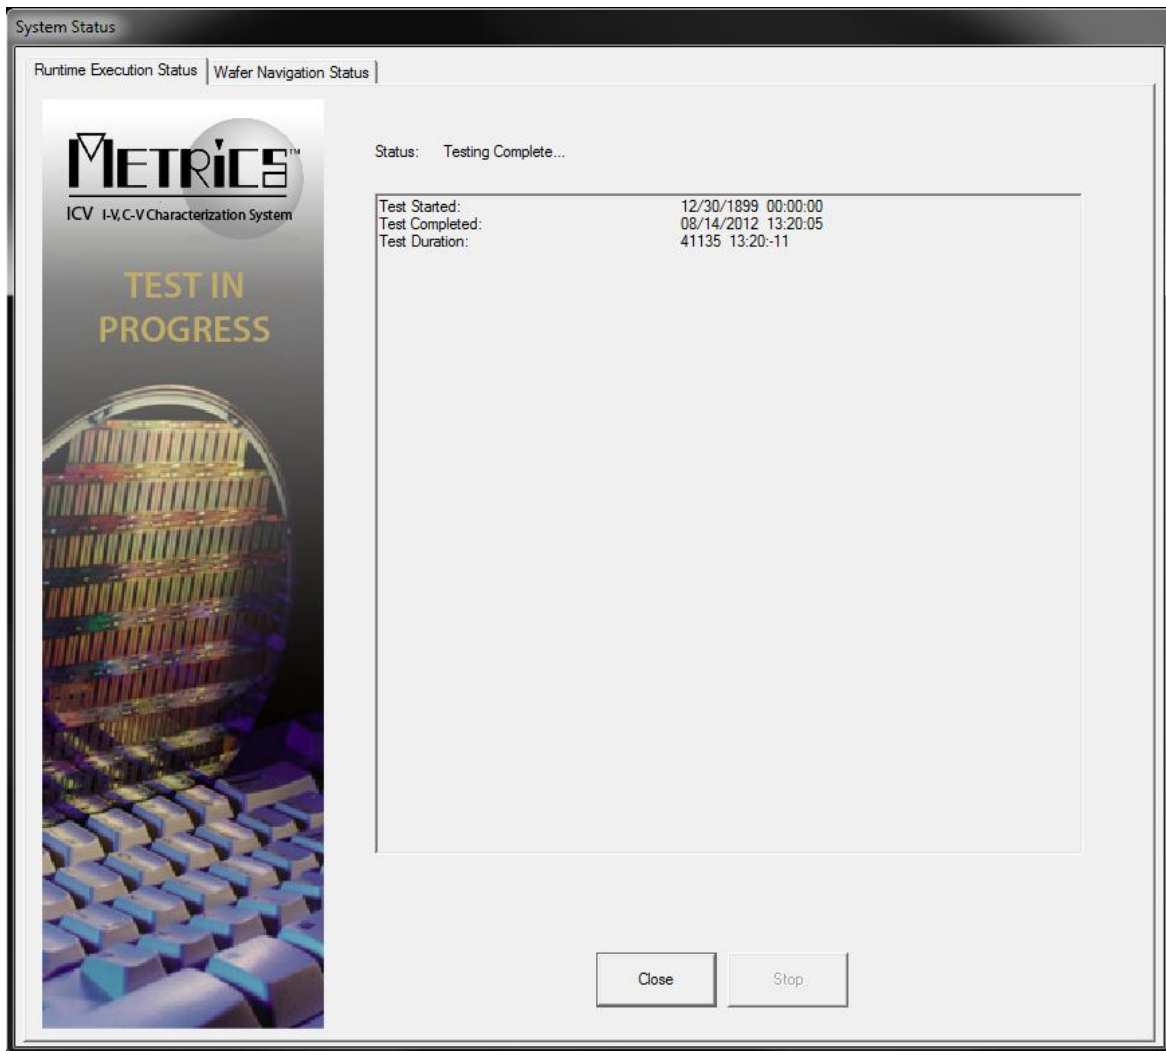 System Status
Runtime Execution Status Wafer Navigation Status
METRICS™
ICV I-V, C-V Characterization System
TEST IN
PROGRESS
Status: Testing Complete...
Test Started: 12/30/1899 00:00:00
Test Completed: 08/14/2012 13:20:05
Test Duration: 41135 13:20:-11
Close Stop